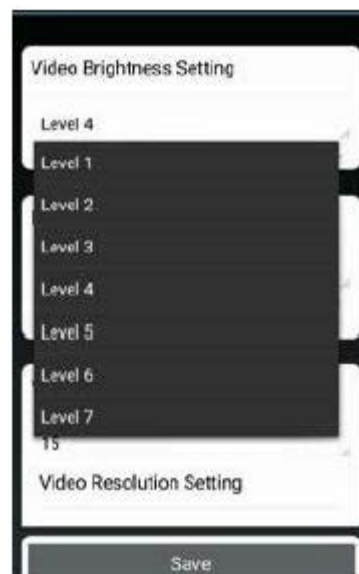 Video Brightness Setting
Level 4
Level 1
Level 2
Level 3
Level 4
Level 5
Level 6
Level 7
15
Video Resolution Setting
Save